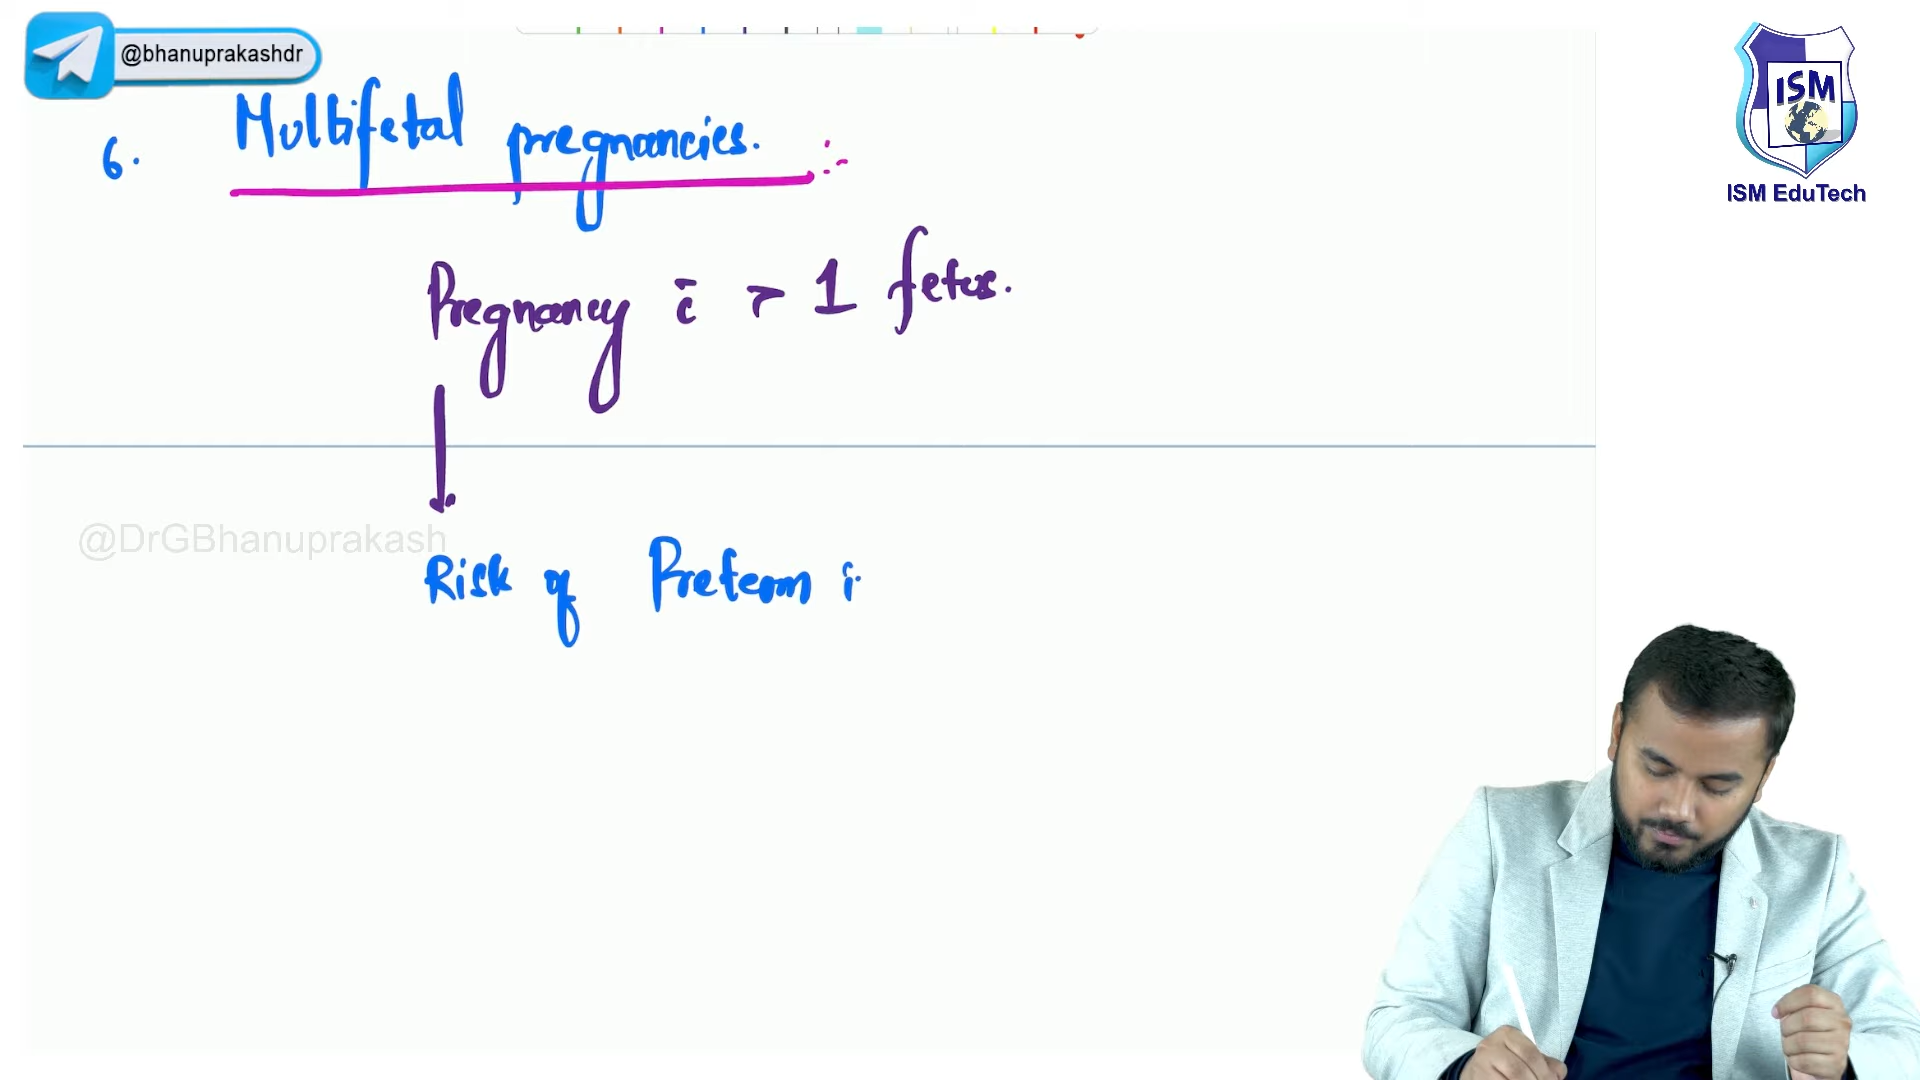 @bhanuprakashdr
ISM
ISM EduTech
6. Multifetal pregnancies.
Pregnancy c̄ > 1 fetus.
@DrGBhanuprakash
Risk of Preterm i